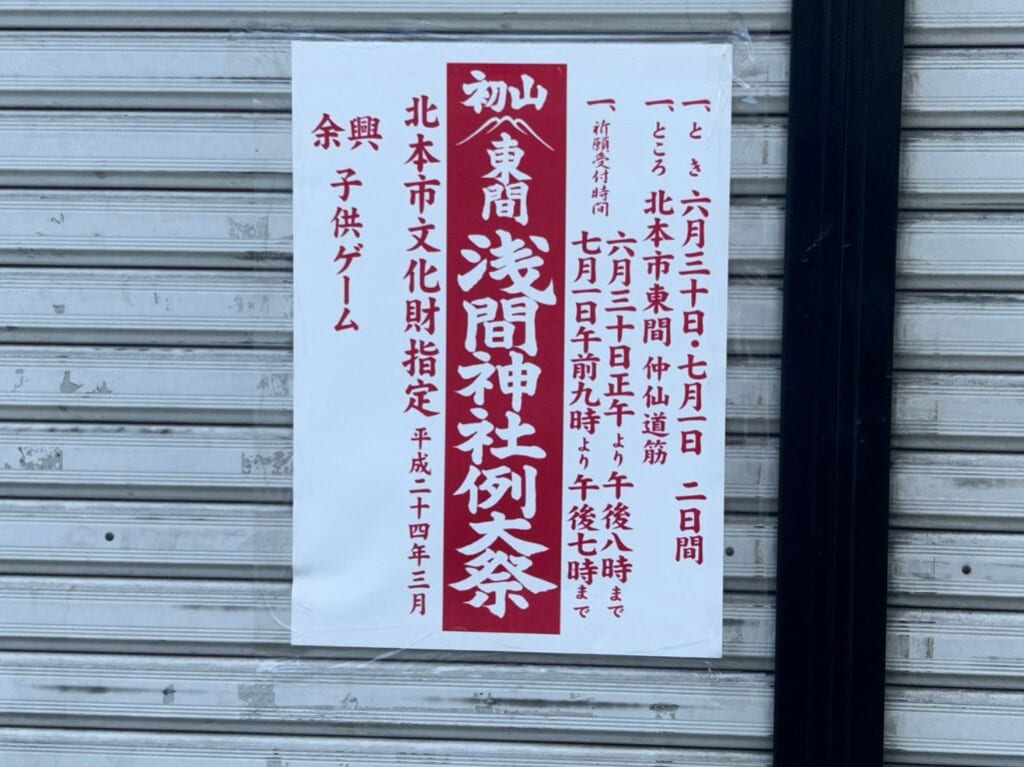 一、とき 六月三十日・七月一日 二日間
一、ところ 北本市東間 仲仙道筋
一、祈願受付時間 六月三十日正午より午後八時まで
七月一日午前九時より午後七時まで
初山
東間 浅間神社例大祭
北本市文化財指定 平成二十四年三月
余興 子供ゲーム